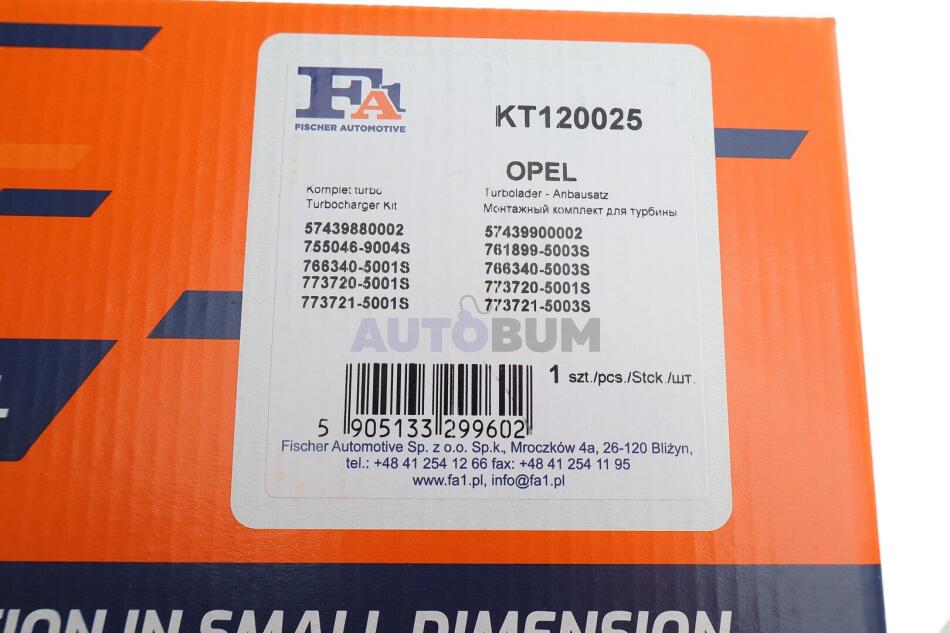 FA1
FISCHER AUTOMOTIVE
KT120025
OPEL
Komplet turbo
Turbocharger Kit
Turbolader - Anbausatz
Монтажный комплект для турбины
57439880002
755046-9004S
766340-5001S
773720-5001S
773721-5001S
57439900002
761899-5003S
766340-5003S
773720-5001S
773721-5003S
AUTOBUM
1 szt./pcs./Stck./шт.
5 905133 299602
Fischer Automotive Sp. z o.o. Sp.k., Mroczków 4a, 26-120 Bliżyn,
tel.: +48 41 254 12 66 fax: +48 41 254 11 95
www.fa1.pl, info@fa1.pl
IN SMALL DIMENSION